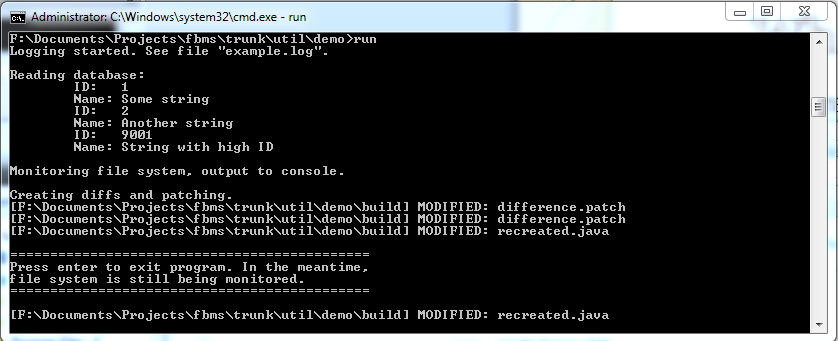 Administrator: C:\Windows\system32\cmd.exe - run
F:\Documents\Projects\fbms\trunk\util\demo>run
Logging started. See file "example.log".
Reading database:
ID: 1
Name: Some string
ID: 2
Name: Another string
ID: 9001
Name: String with high ID
Monitoring file system, output to console.
Creating diffs and patching.
[F:\Documents\Projects\fbms\trunk\util\demo\build] MODIFIED: difference.patch
[F:\Documents\Projects\fbms\trunk\util\demo\build] MODIFIED: difference.patch
[F:\Documents\Projects\fbms\trunk\util\demo\build] MODIFIED: recreated.java
=============================================
Press enter to exit program. In the meantime,
file system is still being monitored.
=============================================
[F:\Documents\Projects\fbms\trunk\util\demo\build] MODIFIED: recreated.java